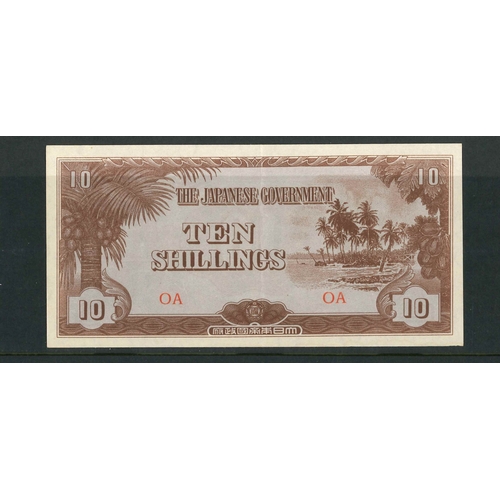 10 10
THE JAPANESE GOVERNMENT
TEN
SHILLINGS
OA OA
10 10
大日本帝國政府